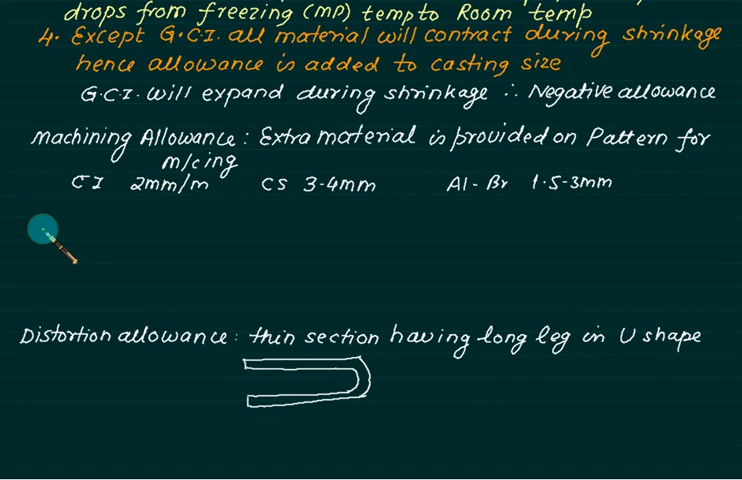 drops from freezing (MP) temp to Room temp
4. Except G.C.I. all material will contract during shrinkage
hence allowance is added to casting size
G.C.I. will expand during shrinkage ∴ Negative allowance
Machining Allowance : Extra material is provided on Pattern for
m/cing
CI 2mm/m CS 3-4mm Al-Br 1.5-3mm
Distortion allowance : thin section having long leg in U shape